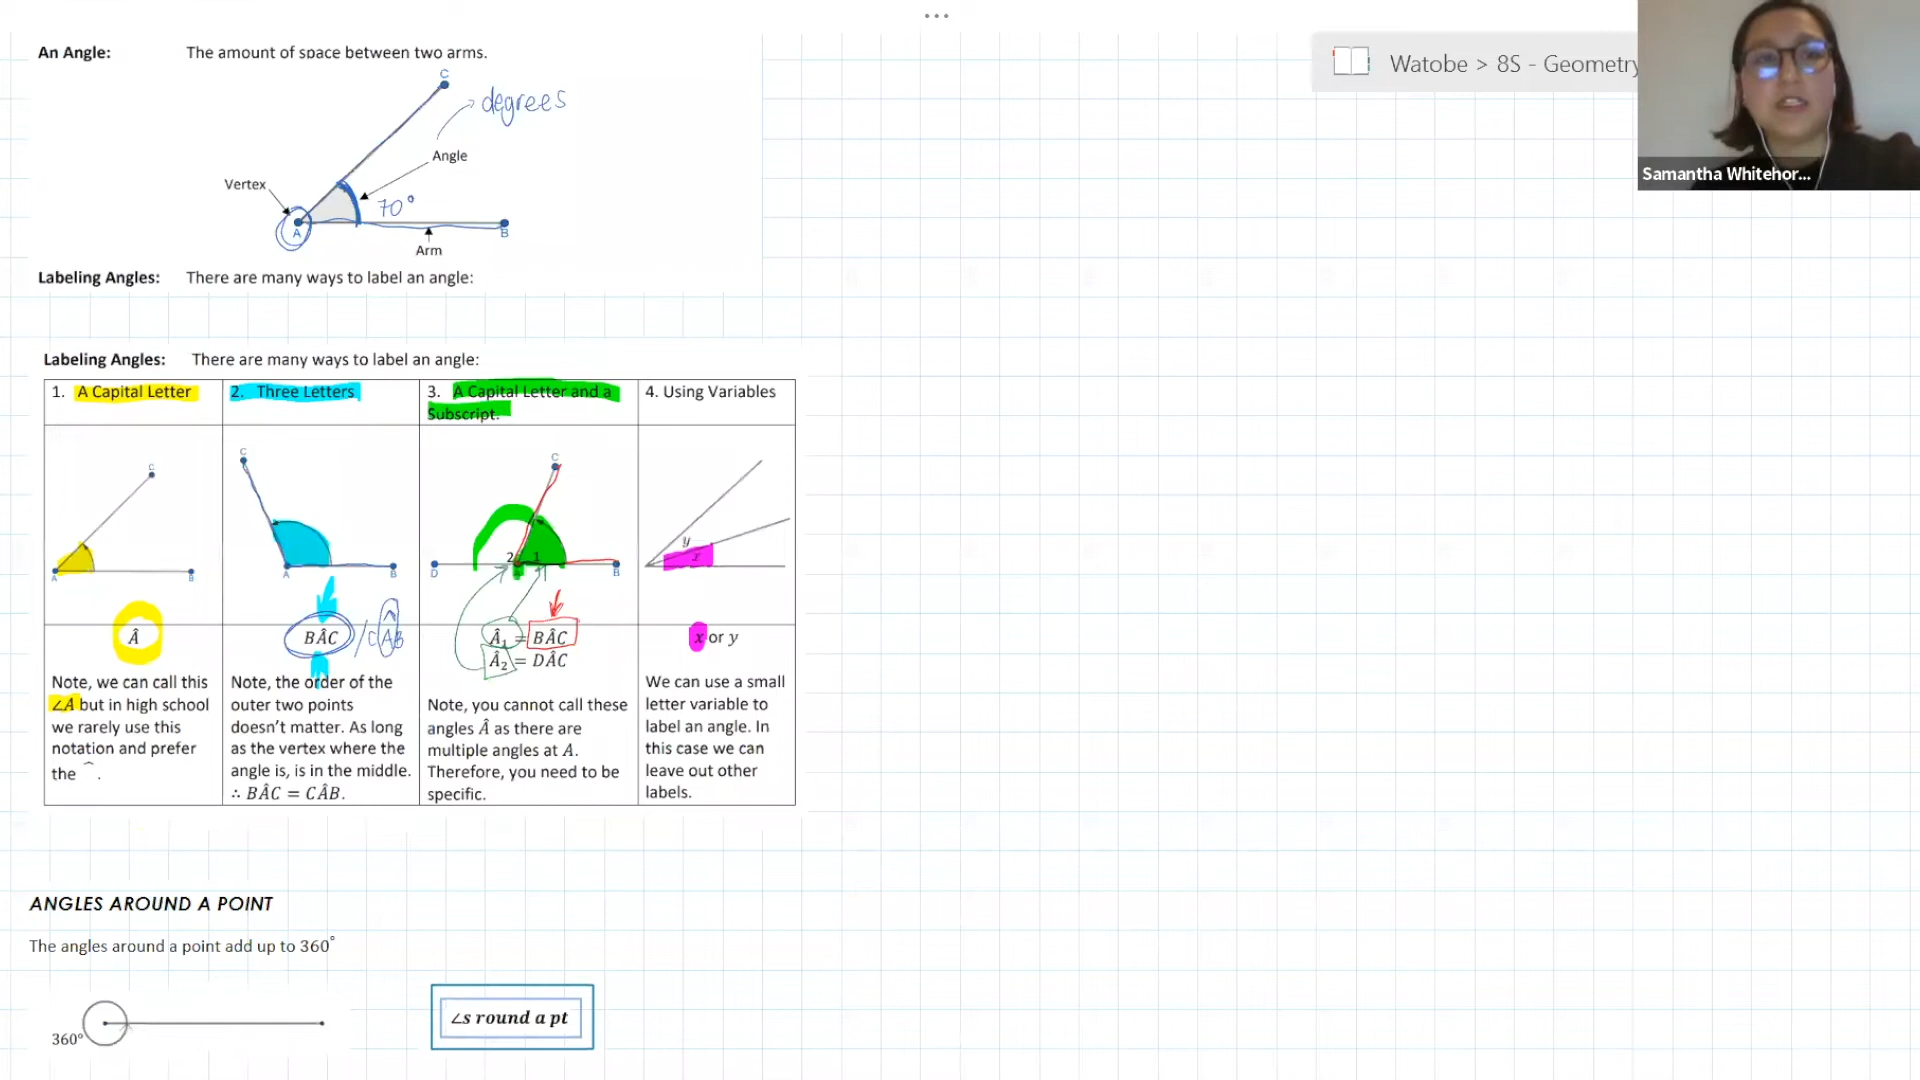 An Angle: The amount of space between two arms.
C
degrees
Angle
Vertex
70°
A
B
Arm
Labeling Angles: There are many ways to label an angle:
Watobe > 8S - Geometry
Samantha Whitehor...
Labeling Angles: There are many ways to label an angle:
1. A Capital Letter
2. Three Letters
3. A Capital Letter and a
Subscript.
4. Using Variables
C
A
B
C
A
B
C
2
1
D
B
y
x
Â
BÂC / CÂB
Â₁ = BÂC
Â₂ = DÂC
x or y
Note, we can call this
∠A but in high school
we rarely use this
notation and prefer
the ⌢ .
Note, the order of the
outer two points
doesn't matter. As long
as the vertex where the
angle is, is in the middle.
∴ BÂC = CÂB.
Note, you cannot call these
angles Â as there are
multiple angles at A.
Therefore, you need to be
specific.
We can use a small
letter variable to
label an angle. In
this case we can
leave out other
labels.
ANGLES AROUND A POINT
The angles around a point add up to 360°
360°
∠s round a pt